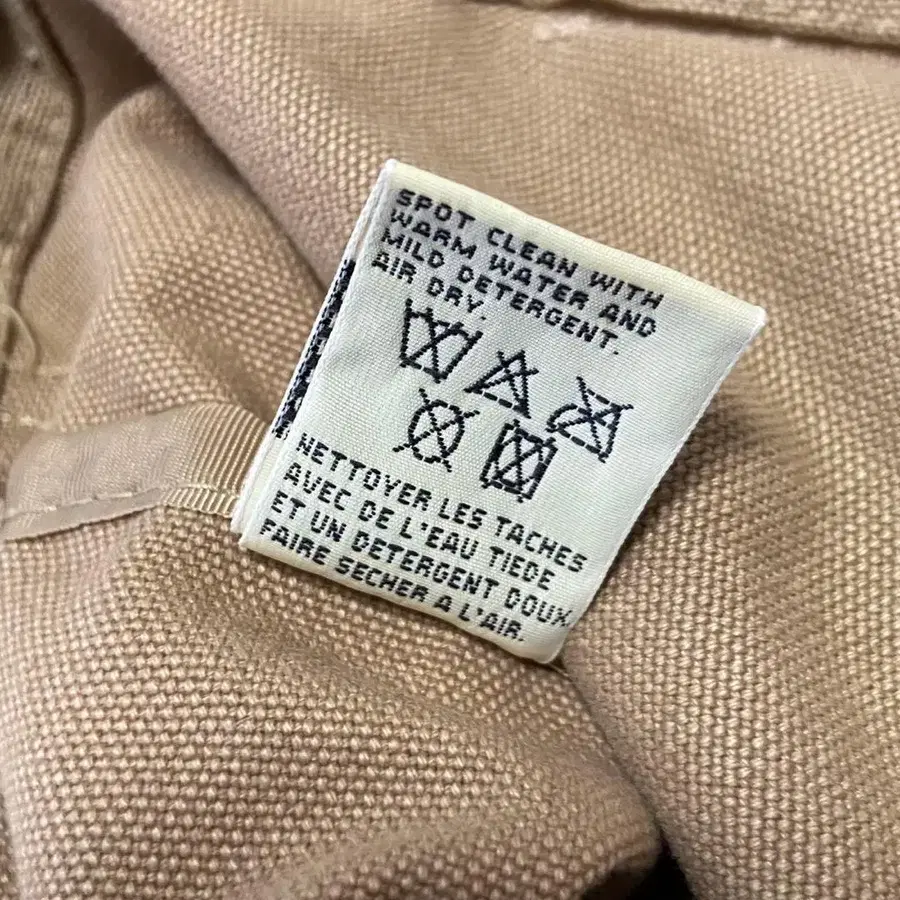 SPOT CLEAN WITH
WARM WATER AND
MILD DETERGENT.
AIR DRY.
NETTOYER LES TACHES
AVEC DE L'EAU TIEDE
ET UN DETERGENT DOUX.
FAIRE SECHER A L'AIR.